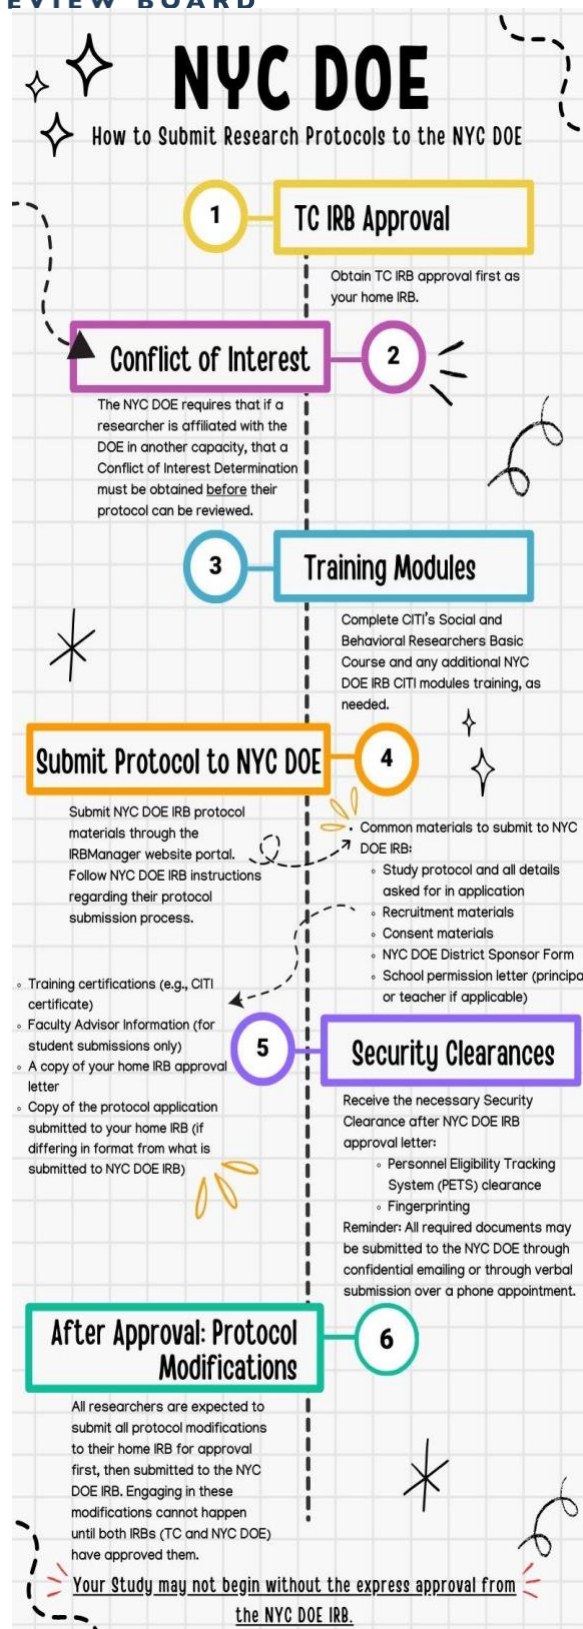 EVIEW BOARD
NYC DOE
How to Submit Research Protocols to the NYC DOE
1
TC IRB Approval
Obtain TC IRB approval first as
your home IRB.
Conflict of Interest
2
The NYC DOE requires that if a
researcher is affiliated with the
DOE in another capacity, that a
Conflict of Interest Determination
must be obtained before their
protocol can be reviewed.
3
Training Modules
Complete CITI's Social and
Behavioral Researchers Basic
Course and any additional NYC
DOE IRB CITI modules training, as
needed.
Submit Protocol to NYC DOE
4
Submit NYC DOE IRB protocol
materials through the
IRBManager website portal.
Follow NYC DOE IRB instructions
regarding their protocol
submission process.
• Common materials to submit to NYC
DOE IRB:
◦ Study protocol and all details
asked for in application
◦ Recruitment materials
◦ Consent materials
◦ NYC DOE District Sponsor Form
◦ School permission letter (principa
or teacher if applicable)
◦ Training certifications (e.g., CITI
certificate)
◦ Faculty Advisor Information (for
student submissions only)
◦ A copy of your home IRB approval
letter
◦ Copy of the protocol application
submitted to your home IRB (if
differing in format from what is
submitted to NYC DOE IRB)
5
Security Clearances
Receive the necessary Security
Clearance after NYC DOE IRB
approval letter:
◦ Personnel Eligibility Tracking
System (PETS) clearance
◦ Fingerprinting
Reminder: All required documents may
be submitted to the NYC DOE through
confidential emailing or through verbal
submission over a phone appointment.
After Approval: Protocol
Modifications
6
All researchers are expected to
submit all protocol modifications
to their home IRB for approval
first, then submitted to the NYC
DOE IRB. Engaging in these
modifications cannot happen
until both IRBs (TC and NYC DOE)
have approved them.
Your Study may not begin without the express approval from
the NYC DOE IRB.